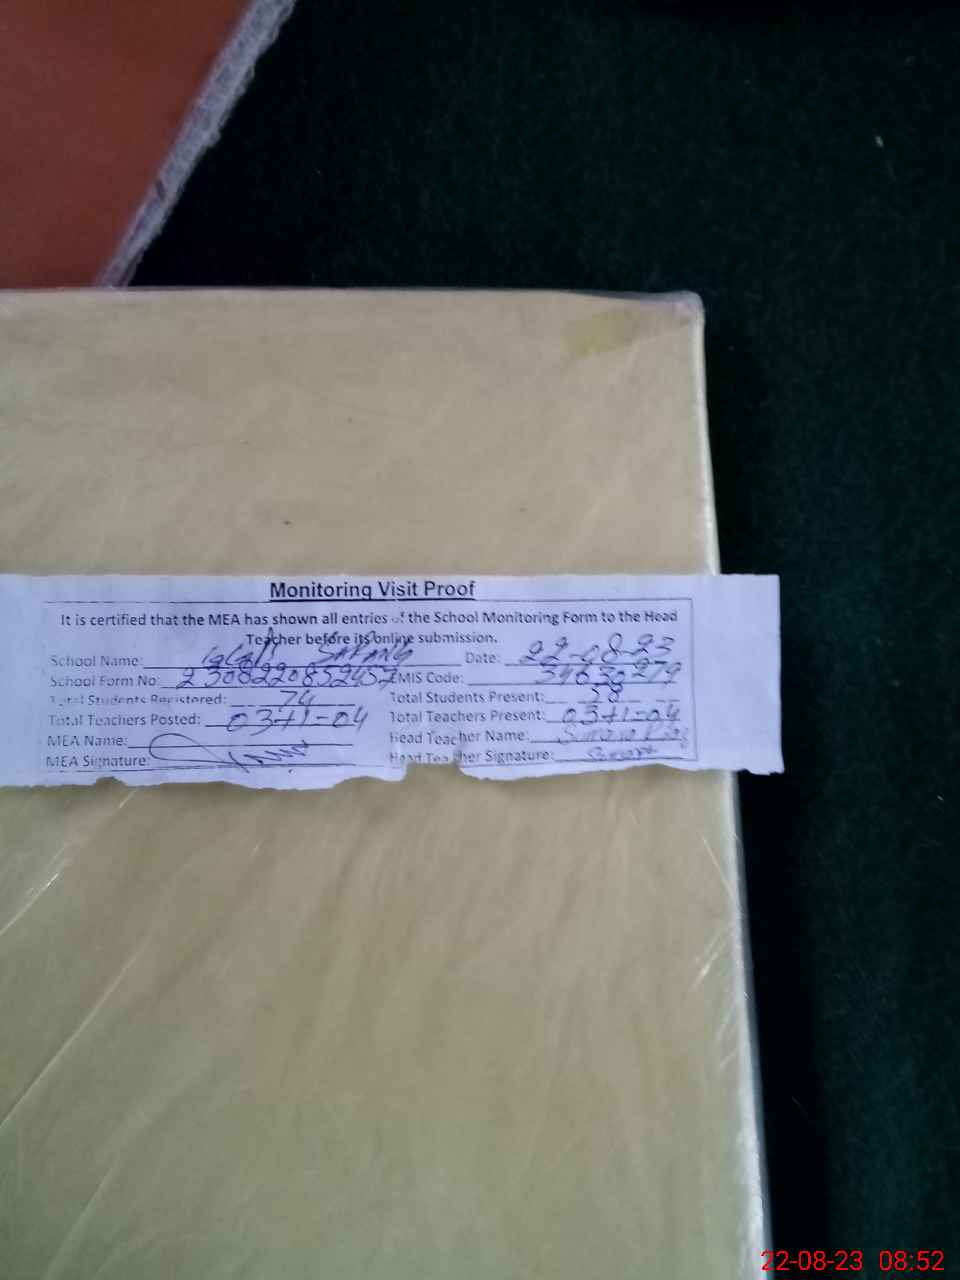 Monitoring Visit Proof
It is certified that the MEA has shown all entries of the School Monitoring Form to the Head
Teacher before its online submission.
School Name: Date: 22-08-23
School Form No: EMIS Code:
Total Students Registered: 74 Total Students Present: 58
Total Teachers Posted: 03+1=04 Total Teachers Present: 03+1=04
MEA Name: Head Teacher Name:
MEA Signature: Head Teacher Signature:
22-08-23 08:52